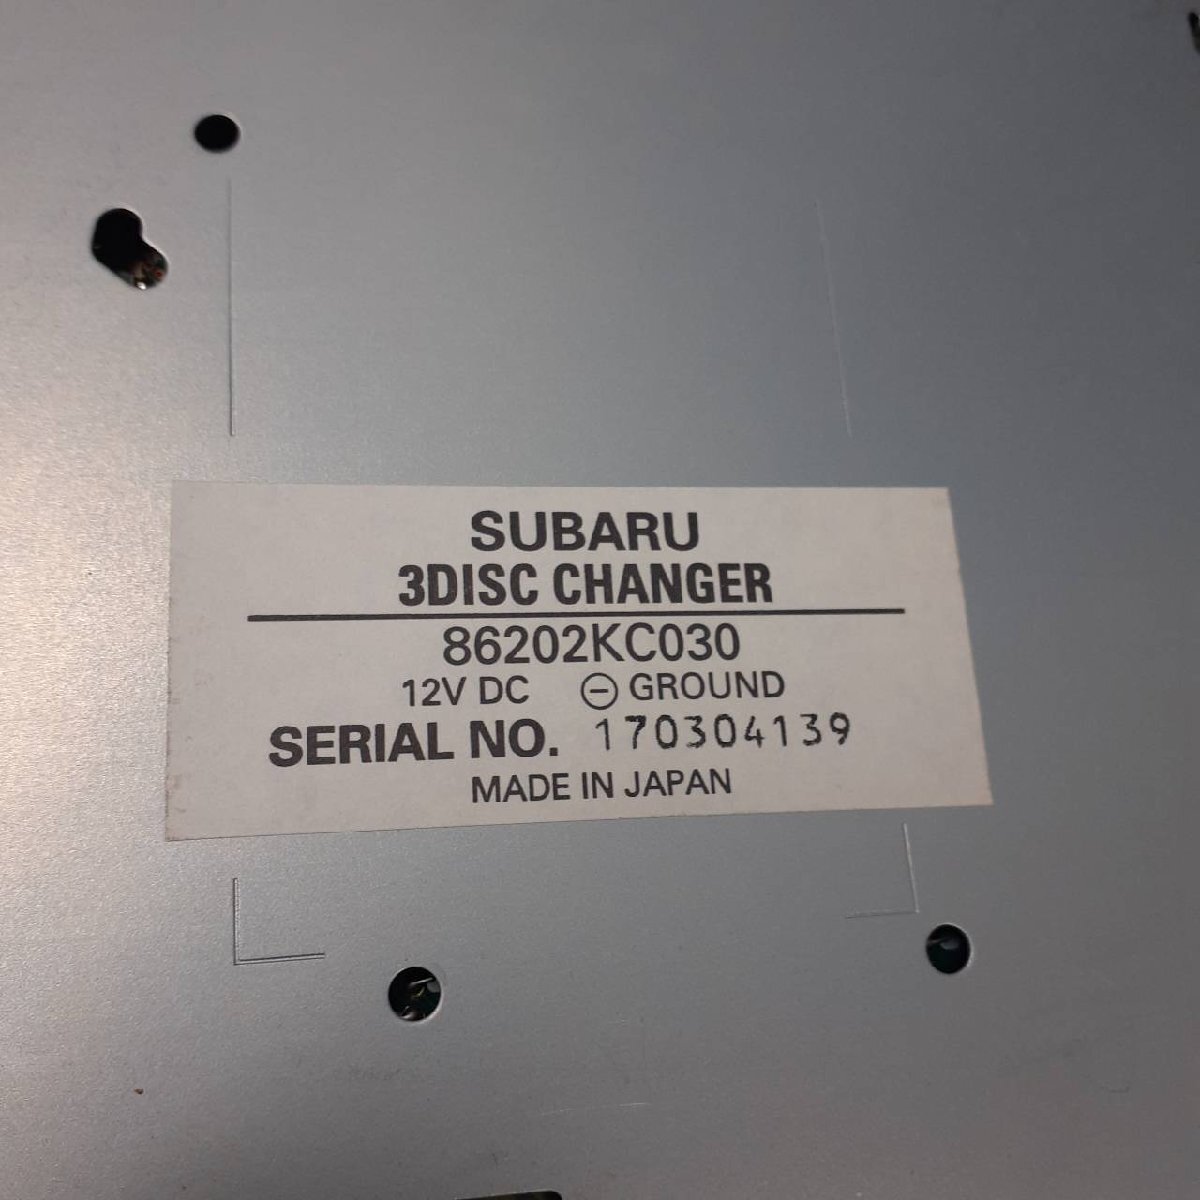 SUBARU
3DISC CHANGER
86202KC030
12V DC ⊖ GROUND
SERIAL NO. 170304139
MADE IN JAPAN